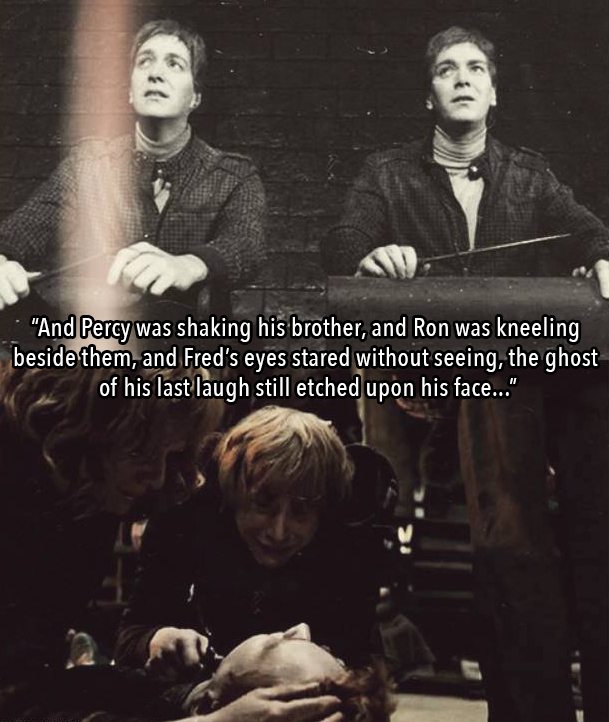 “And Percy was shaking his brother, and Ron was kneeling
beside them, and Fred’s eyes stared without seeing, the ghost
of his last laugh still etched upon his face...”